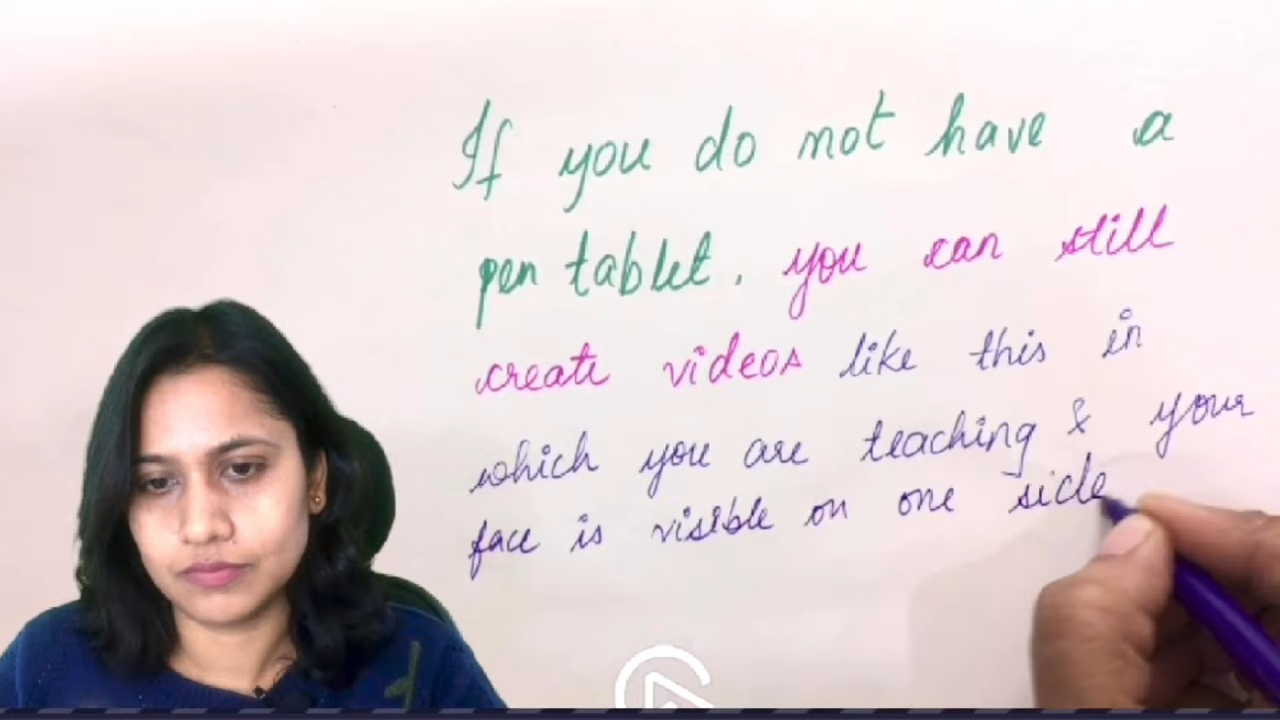 If you do not have a
pen tablet. you can still
create videos like this in
which you are teaching & your
face is visible on one side